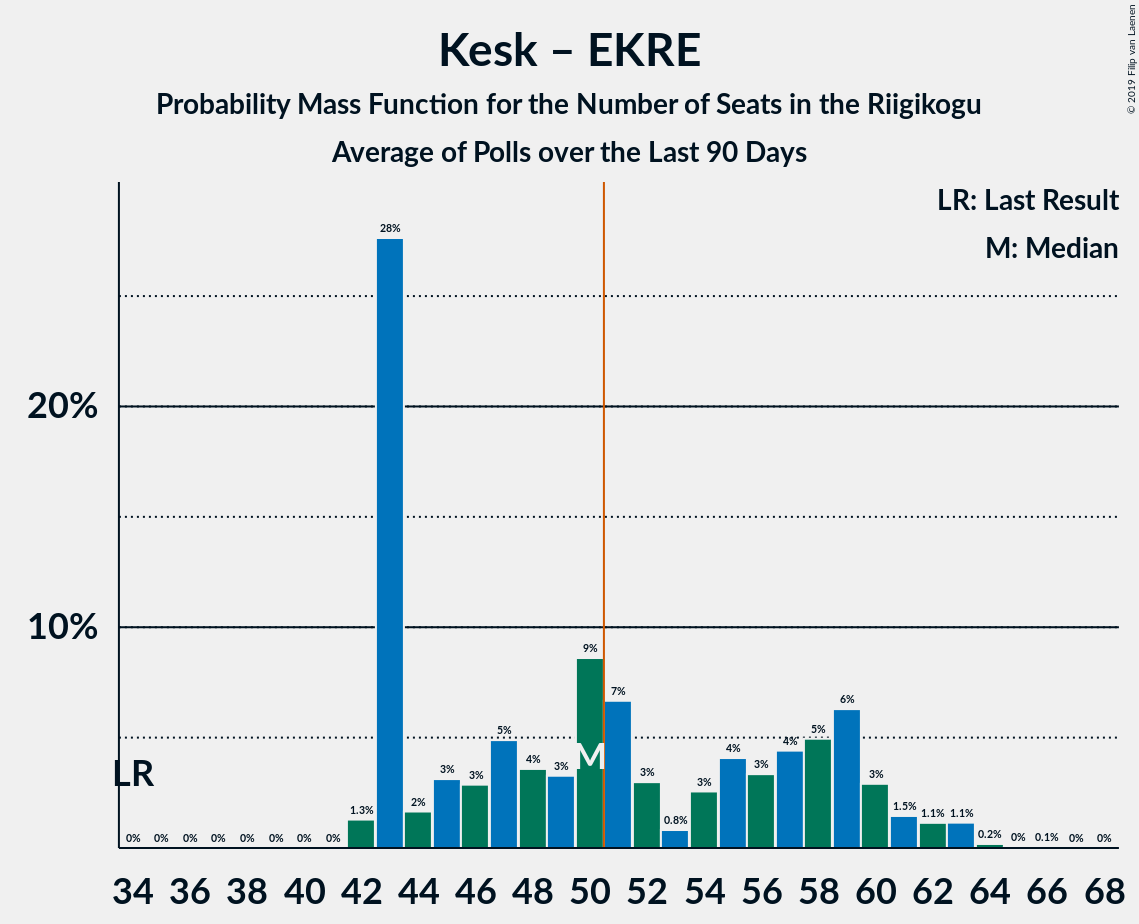 Kesk – EKRE
Probability Mass Function for the Number of Seats in the Riigikogu
Average of Polls over the Last 90 Days
© 2019 Filip van Laenen
LR: Last Result
M: Median
20%
10%
LR
M
0% 0% 0% 0% 0% 0% 0% 0% 1.3% 28% 2% 3% 3% 5% 4% 3% 9% 7% 3% 0.8% 3% 4% 3% 4% 5% 6% 3% 1.5% 1.1% 1.1% 0.2% 0% 0.1% 0% 0%
34 36 38 40 42 44 46 48 50 52 54 56 58 60 62 64 66 68